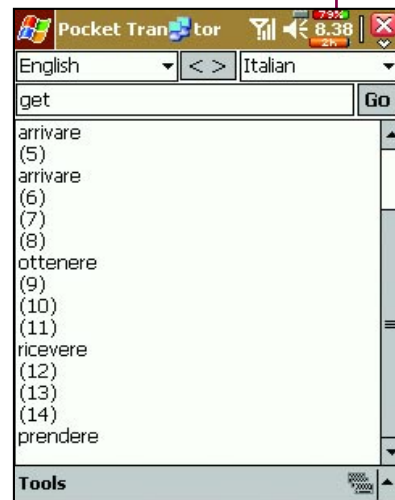 Pocket Tran tor 79% 8.38 2h
English < > Italian
get Go
arrivare
(5)
arrivare
(6)
(7)
(8)
ottenere
(9)
(10)
(11)
ricevere
(12)
(13)
(14)
prendere
Tools